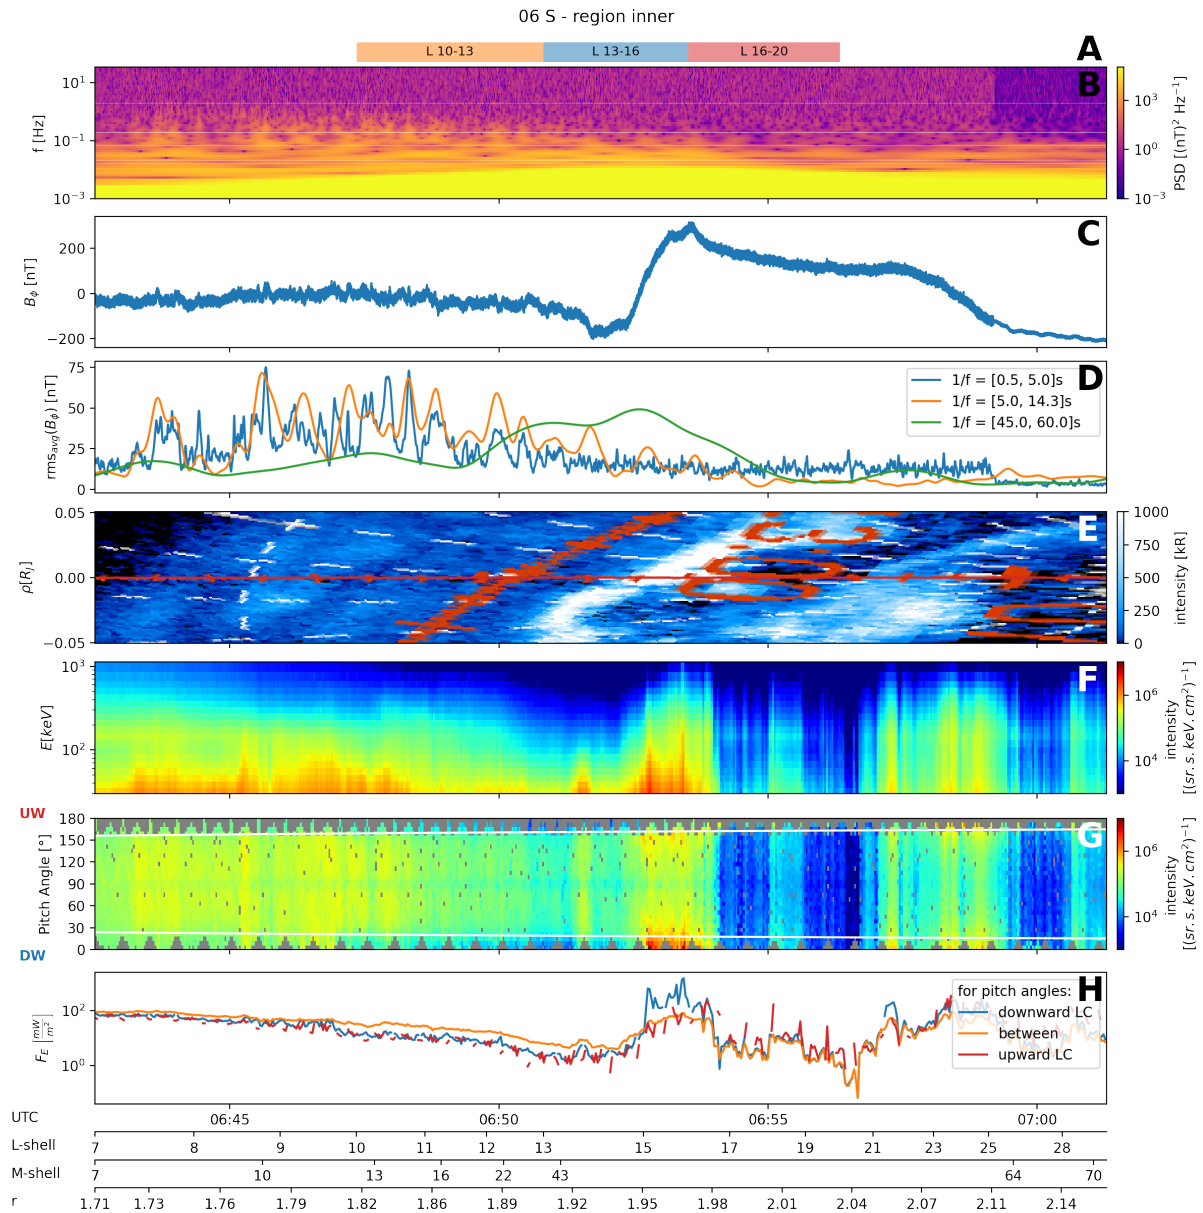 06 S - region inner
L 10-13 L 13-16 L 16-20
A
B
10¹
10⁻¹
10⁻³
f [Hz]
10³
10⁰
10⁻³
PSD [(nT)² Hz⁻¹]
C
200
0
−200
Bϕ [nT]
D
75
50
25
0
rmsavg(Bϕ) [nT]
1/f = [0.5, 5.0]s
1/f = [5.0, 14.3]s
1/f = [45.0, 60.0]s
E
0.05
0.00
−0.05
ρ[RJ]
1000
750
500
250
0
intensity [kR]
F
10³
10²
E[keV]
10⁶
10⁴
intensity
[(sr. s. keV. cm²)⁻¹]
UW
G
180
150
120
90
60
30
0
Pitch Angle [°]
10⁶
10⁴
intensity
[(sr. s. keV. cm²)⁻¹]
DW
H
10²
10⁰
FE [mW/m²]
for pitch angles:
downward LC
between
upward LC
UTC 06:45 06:50 06:55 07:00
L-shell 7 8 9 10 11 12 13 15 17 19 21 23 25 28
M-shell 7 10 13 16 22 43 64 70
r 1.71 1.73 1.76 1.79 1.82 1.86 1.89 1.92 1.95 1.98 2.01 2.04 2.07 2.11 2.14